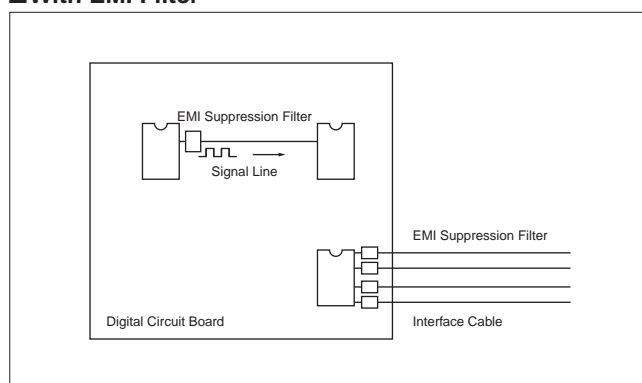 EMI Suppression Filter
Signal Line
EMI Suppression Filter
Digital Circuit Board
Interface Cable